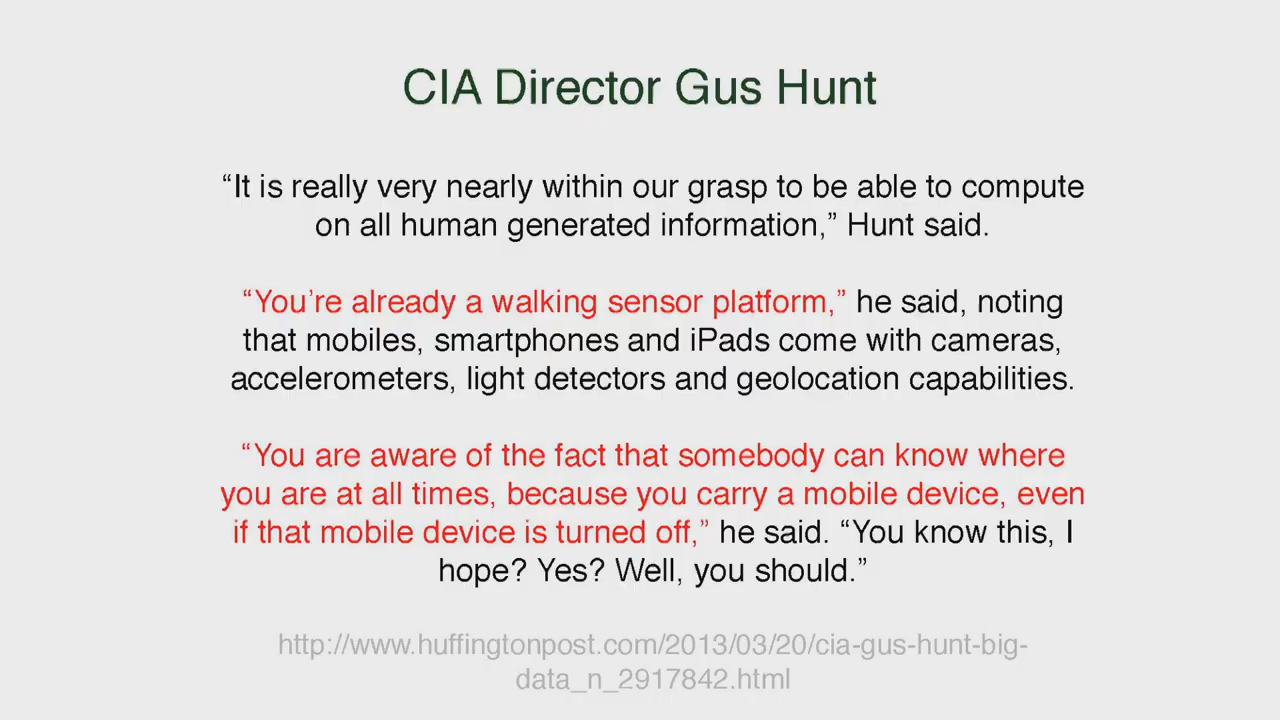 CIA Director Gus Hunt
“It is really very nearly within our grasp to be able to compute
on all human generated information,” Hunt said.
“You’re already a walking sensor platform,” he said, noting
that mobiles, smartphones and iPads come with cameras,
accelerometers, light detectors and geolocation capabilities.
“You are aware of the fact that somebody can know where
you are at all times, because you carry a mobile device, even
if that mobile device is turned off,” he said. “You know this, I
hope? Yes? Well, you should.”
http://www.huffingtonpost.com/2013/03/20/cia-gus-hunt-big-
data_n_2917842.html